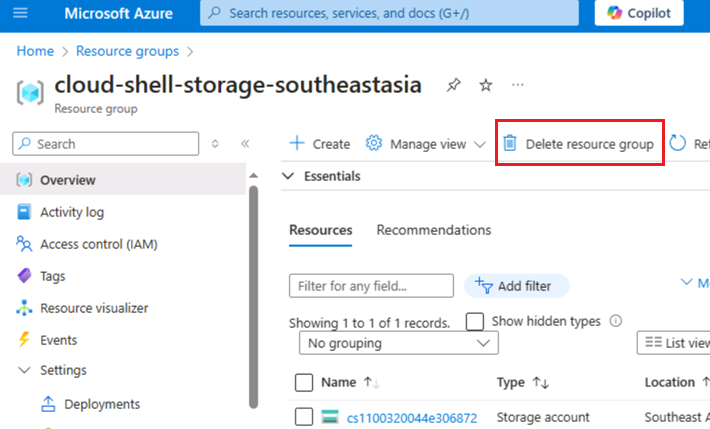 Microsoft Azure
Search resources, services, and docs (G+/)
Copilot
Home > Resource groups >
cloud-shell-storage-southeastasia
Resource group
Search
Overview
Activity log
Access control (IAM)
Tags
Resource visualizer
Events
Settings
Deployments
Create Manage view Delete resource group
Essentials
Resources Recommendations
Filter for any field...
Add filter
Showing 1 to 1 of 1 records.
Show hidden types
No grouping
List view
Name Type Location
cs1100320044e306872 Storage account Southeast